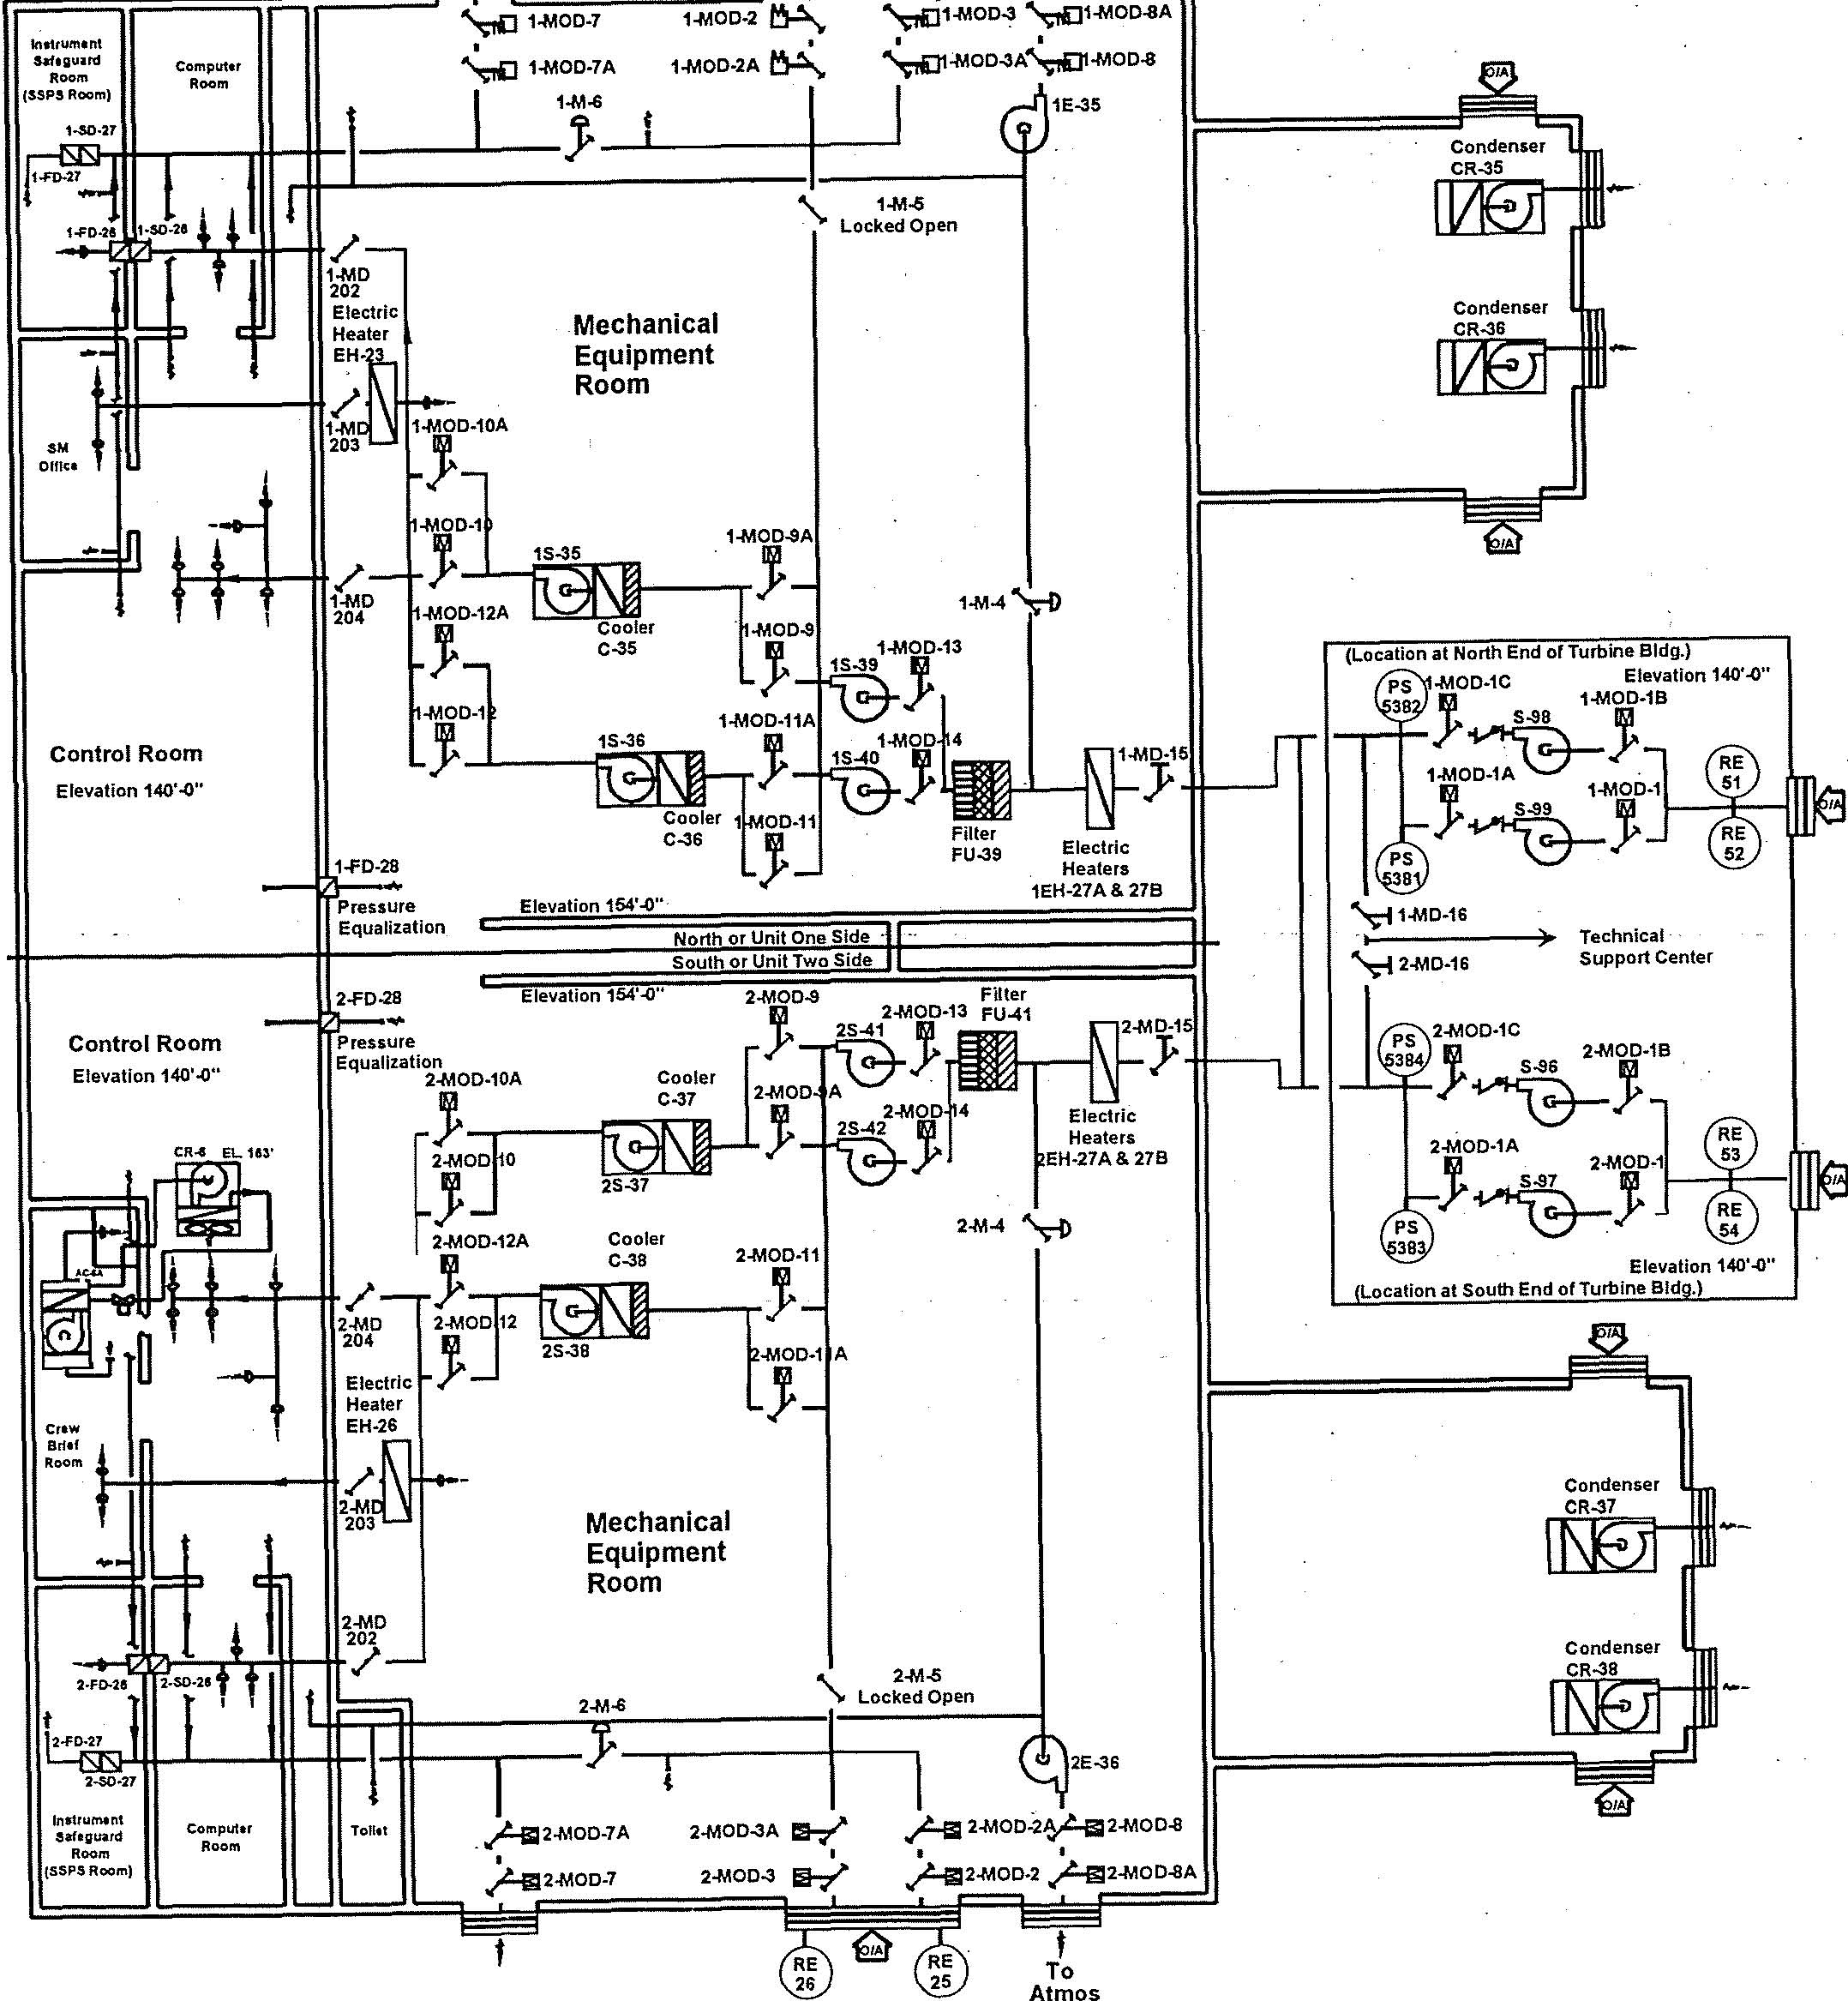 1-MOD-7
1-MOD-2
1-MOD-3
1-MOD-8A
1-MOD-7A
1-MOD-2A
1-MOD-3A
1-MOD-8
Instrument
Safeguard
Room
(SSPS Room)
Computer
Room
1-M-6
1E-35
1-SD-27
1-FD-27
1-FD-26
1-SD-26
1-M-5
Locked Open
O/A
Condenser
CR-35
Condenser
CR-36
O/A
1-MD
202
Electric
Heater
EH-23
Mechanical
Equipment
Room
1-MD
203
1-MOD-10A
SM
Office
1-MOD-10
1S-35
1-MOD-9A
1-MD
204
1-MOD-12A
Cooler
C-35
1-MOD-9
1-M-4
1S-39
1-MOD-13
1-MOD-12
1S-36
1-MOD-11A
1S-40
1-MOD-14
1-MD-15
Cooler
C-36
1-MOD-11
Filter
FU-39
Electric
Heaters
1EH-27A & 27B
(Location at North End of Turbine Bldg.)
Elevation 140'-0"
PS
5382
1-MOD-1C
S-98
1-MOD-1B
RE
51
O/A
1-MOD-1A
S-99
1-MOD-1
RE
52
PS
5381
Control Room
Elevation 140'-0"
1-FD-28
Pressure
Equalization
Elevation 154'-0"
North or Unit One Side
South or Unit Two Side
Elevation 154'-0"
1-MD-16
Technical
Support Center
2-MD-16
2-FD-28
Pressure
Equalization
Control Room
Elevation 140'-0"
2-MOD-9
2S-41
2-MOD-13
Filter
FU-41
2-MD-15
2-MOD-10A
Cooler
C-37
2-MOD-9A
2S-42
2-MOD-14
Electric
Heaters
2EH-27A & 27B
PS
5384
2-MOD-1C
S-96
2-MOD-1B
RE
53
2-MOD-1A
S-97
2-MOD-1
O/A
RE
54
PS
5383
Elevation 140'-0"
(Location at South End of Turbine Bldg.)
CR-6
EL. 163'
2-MOD-10
2S-37
2-MOD-12A
Cooler
C-38
2-MOD-11
2-M-4
AC-6A
2-MD
204
2-MOD-12
2S-38
2-MOD-11A
Electric
Heater
EH-26
Crew
Brief
Room
2-MD
203
Mechanical
Equipment
Room
O/A
Condenser
CR-37
Condenser
CR-38
O/A
2-MD
202
2-FD-26
2-SD-26
2-M-5
Locked Open
2-M-6
2-FD-27
2-SD-27
2E-36
Instrument
Safeguard
Room
(SSPS Room)
Computer
Room
Toilet
2-MOD-7A
2-MOD-3A
2-MOD-2A
2-MOD-8
2-MOD-7
2-MOD-3
2-MOD-2
2-MOD-8A
RE
26
O/A
RE
25
To
Atmos